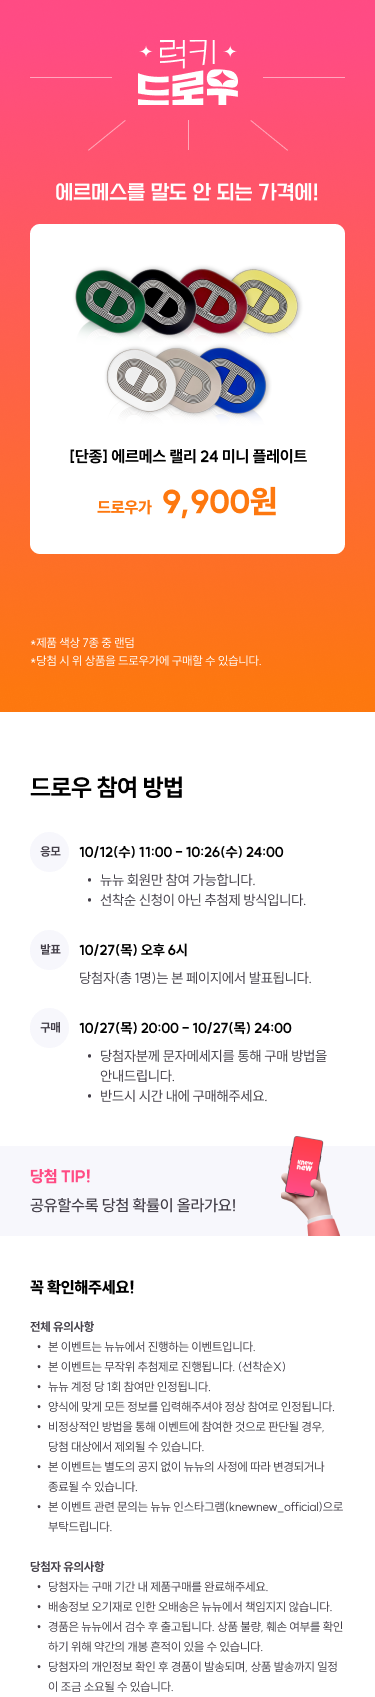 럭키
드로우
에르메스를 말도 안 되는 가격에!
[단종] 에르메스 랠리 24 미니 플레이트
드로우가 9,900원
*제품 색상 7종 중 랜덤
*당첨 시 위 상품을 드로우가에 구매할 수 있습니다.
드로우 참여 방법
응모 10/12(수) 11:00 - 10:26(수) 24:00
• 뉴뉴 회원만 참여 가능합니다.
• 선착순 신청이 아닌 추첨제 방식입니다.
발표 10/27(목) 오후 6시
당첨자(총 1명)는 본 페이지에서 발표됩니다.
구매 10/27(목) 20:00 - 10/27(목) 24:00
• 당첨자분께 문자메세지를 통해 구매 방법을
안내드립니다.
• 반드시 시간 내에 구매해주세요.
당첨 TIP!
공유할수록 당첨 확률이 올라가요!
knew
new
꼭 확인해주세요!
전체 유의사항
• 본 이벤트는 뉴뉴에서 진행하는 이벤트입니다.
• 본 이벤트는 무작위 추첨제로 진행됩니다. (선착순X)
• 뉴뉴 계정 당 1회 참여만 인정됩니다.
• 양식에 맞게 모든 정보를 입력해주셔야 정상 참여로 인정됩니다.
• 비정상적인 방법을 통해 이벤트에 참여한 것으로 판단될 경우,
당첨 대상에서 제외될 수 있습니다.
• 본 이벤트는 별도의 공지 없이 뉴뉴의 사정에 따라 변경되거나
종료될 수 있습니다.
• 본 이벤트 관련 문의는 뉴뉴 인스타그램(knewnew_official)으로
부탁드립니다.
당첨자 유의사항
• 당첨자는 구매 기간 내 제품구매를 완료해주세요.
• 배송정보 오기재로 인한 오배송은 뉴뉴에서 책임지지 않습니다.
• 경품은 뉴뉴에서 검수 후 출고됩니다. 상품 불량, 훼손 여부를 확인
하기 위해 약간의 개봉 흔적이 있을 수 있습니다.
• 당첨자의 개인정보 확인 후 경품이 발송되며, 상품 발송까지 일정
이 조금 소요될 수 있습니다.